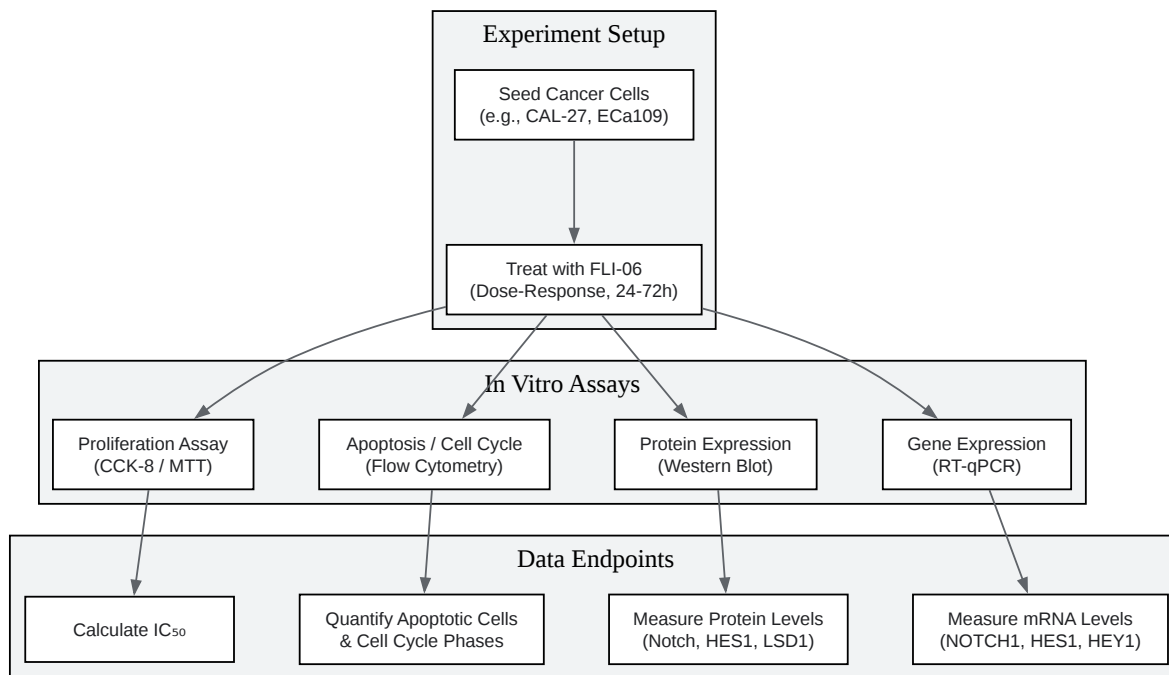 Experiment Setup
Seed Cancer Cells
(e.g., CAL-27, ECa109)
Treat with FLI-06
(Dose-Response, 24-72h)
In Vitro Assays
Proliferation Assay
(CCK-8 / MTT)
Apoptosis / Cell Cycle
(Flow Cytometry)
Protein Expression
(Western Blot)
Gene Expression
(RT-qPCR)
Data Endpoints
Calculate IC₅₀
Quantify Apoptotic Cells
& Cell Cycle Phases
Measure Protein Levels
(Notch, HES1, LSD1)
Measure mRNA Levels
(NOTCH1, HES1, HEY1)